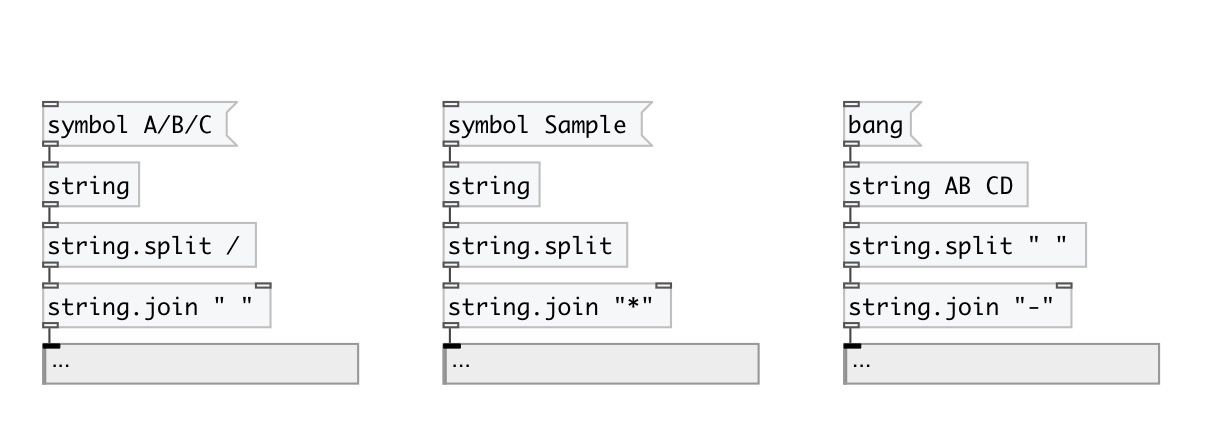 symbol A/B/C
string
string.split /
string.join " "
...
symbol Sample
string
string.split
string.join "*"
...
bang
string AB CD
string.split " "
string.join "-"
...